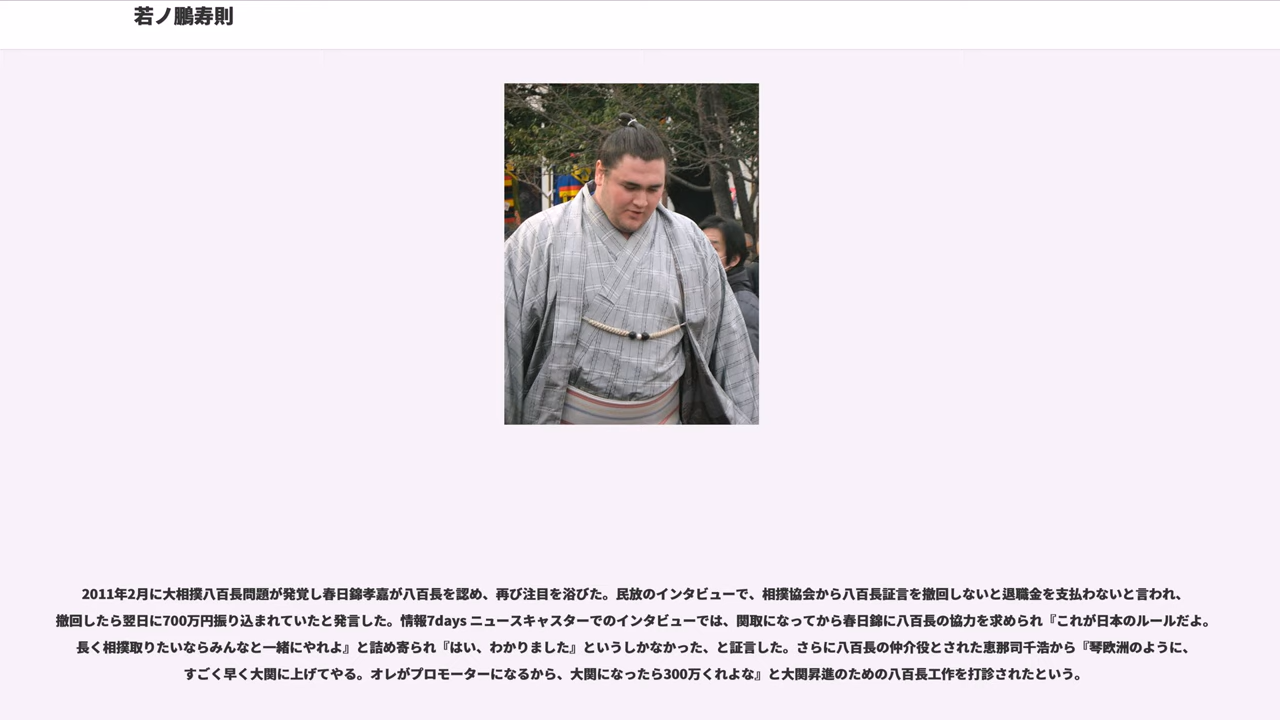 若ノ鵬寿則
2011年2月に大相撲八百長問題が発覚し春日錦孝嘉が八百長を認め、再び注目を浴びた。民放のインタビューで、相撲協会から八百長証言を撤回しないと退職金を支払わないと言われ、
撤回したら翌日に700万円振り込まれていたと発言した。情報7days ニュースキャスターでのインタビューでは、関取になってから春日錦に八百長の協力を求められ『これが日本のルールだよ。
長く相撲取りたいならみんなと一緒にやれよ』と詰め寄られ『はい、わかりました』というしかなかった、と証言した。さらに八百長の仲介役とされた恵那司千浩から『琴欧洲のように、
すごく早く大関に上げてやる。オレがプロモーターになるから、大関になったら300万くれよな』と大関昇進のための八百長工作を打診されたという。